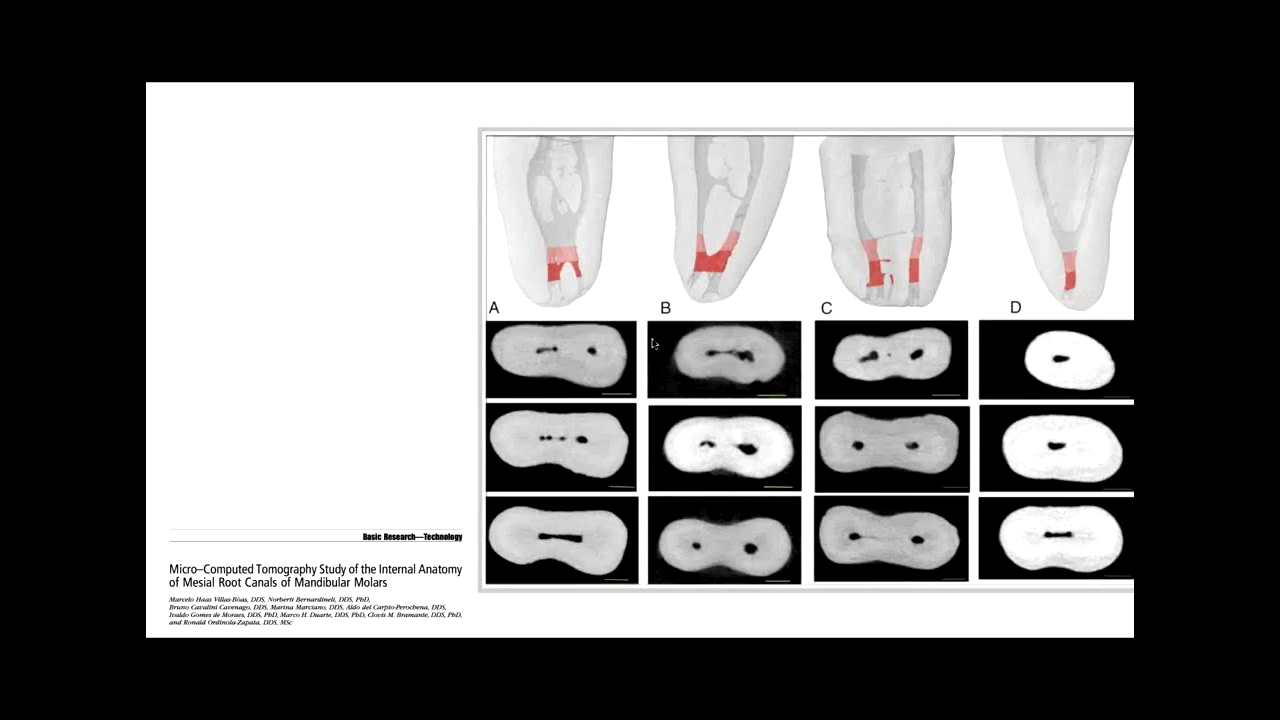 A
B
C
D
Basic Research—Technology
Micro–Computed Tomography Study of the Internal Anatomy
of Mesial Root Canals of Mandibular Molars
Marcelo Haas Villas-Bôas, DDS, Norberti Bernardineli, DDS, PhD,
Bruno Cavalini Cavenago, DDS, Marina Marciano, DDS, Aldo del Carpio-Perochena, DDS,
Ivaldo Gomes de Moraes, DDS, PhD, Marco H. Duarte, DDS, PhD, Clovis M. Bramante, DDS, PhD,
and Ronald Ordinola-Zapata, DDS, MSc